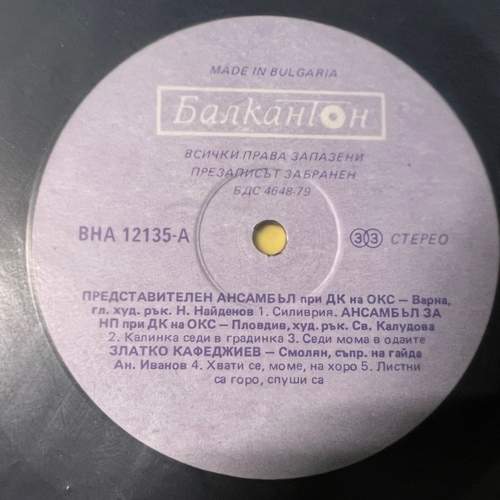 MADE IN BULGARIA
Балкантон
ВСИЧКИ ПРАВА ЗАПАЗЕНИ
ПРЕЗАПИСЪТ ЗАБРАНЕН
БДС 4648-79
ВНА 12135-А
33 СТЕРЕО
ПРЕДСТАВИТЕЛЕН АНСАМБЪЛ при ДК на ОКС – Варна,
гл. худ. рък. Н. Найденов 1. Силиврия. АНСАМБЪЛ ЗА
НП при ДК на ОКС – Пловдив, худ. рък. Св. Калудова
2. Калинка седи в градинка 3. Седи мома в одаите
ЗЛАТКО КАФЕДЖИЕВ – Смолян, съпр. на гайда
Ан. Иванов 4. Хвати се, моме, на хоро 5. Листни
са горо, спуши са